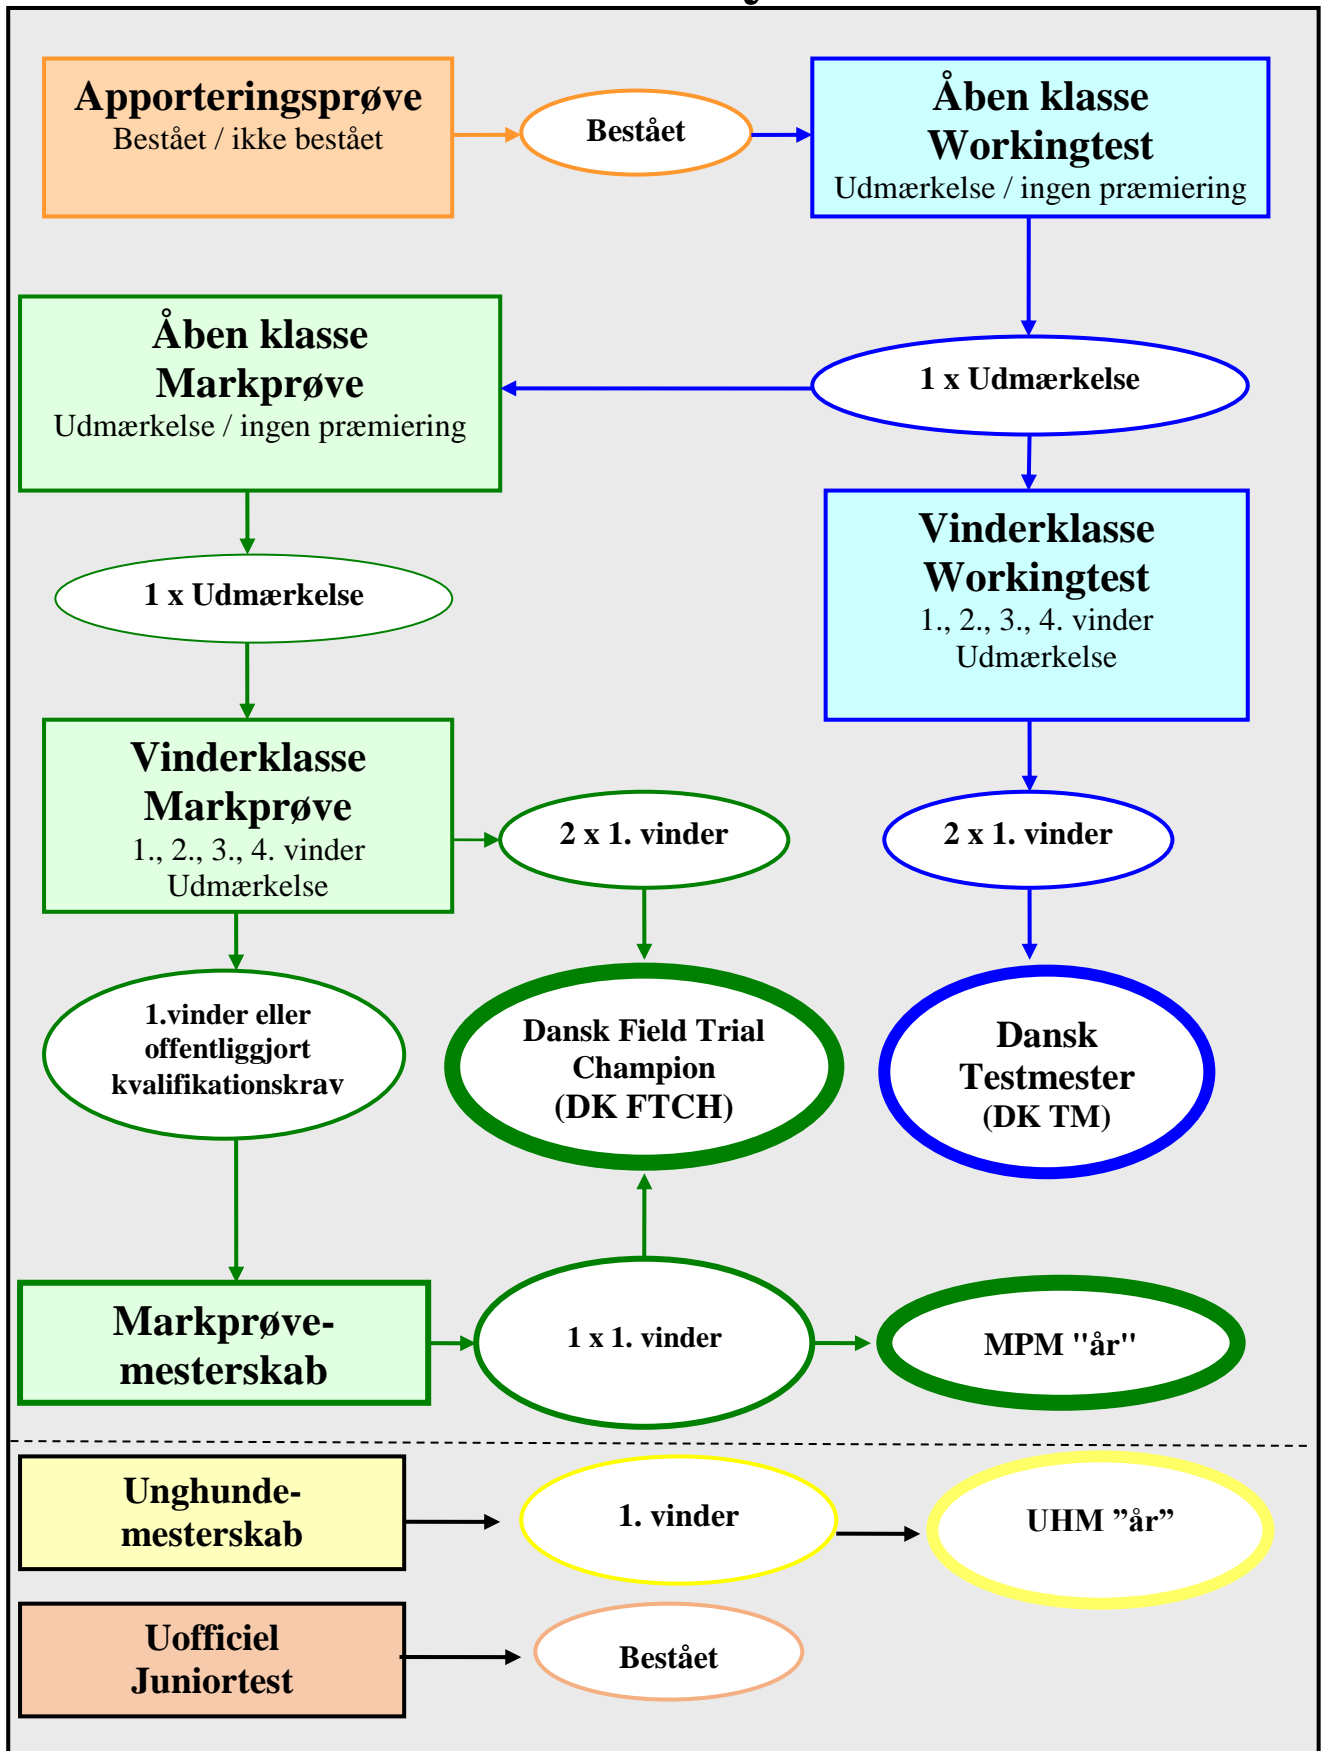 Apporteringsprøve
Bestået / ikke bestået
Bestået
Åben klasse
Workingtest
Udmærkelse / ingen præmiering
Åben klasse
Markprøve
Udmærkelse / ingen præmiering
1 x Udmærkelse
1 x Udmærkelse
Vinderklasse
Workingtest
1., 2., 3., 4. vinder
Udmærkelse
Vinderklasse
Markprøve
1., 2., 3., 4. vinder
Udmærkelse
2 x 1. vinder
2 x 1. vinder
1.vinder eller
offentliggjort
kvalifikationskrav
Dansk Field Trial
Champion
(DK FTCH)
Dansk
Testmester
(DK TM)
Markprøve-
mesterskab
1 x 1. vinder
MPM "år"
Unghunde-
mesterskab
1. vinder
UHM ”år”
Uofficiel
Juniortest
Bestået